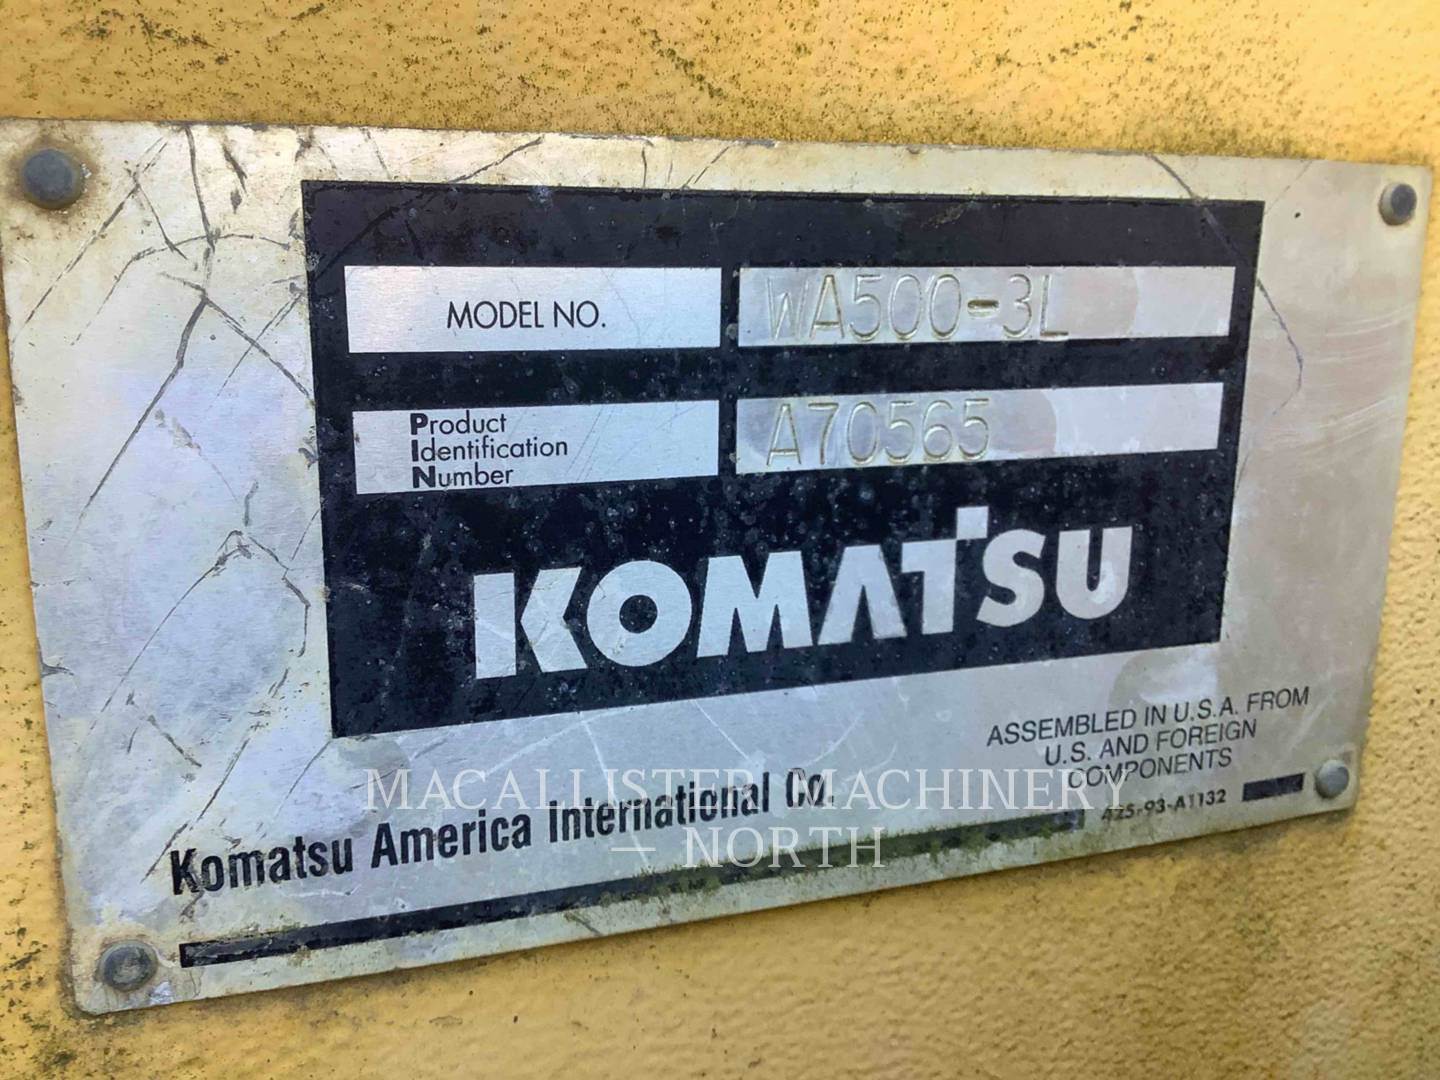 MODEL NO. WA500-3L
Product
Identification
Number
A70565
KOMATSU
ASSEMBLED IN U.S.A. FROM
U.S. AND FOREIGN
COMPONENTS
425-93-A1132
Komatsu America International Co.
MACALLISTER MACHINERY
— NORTH —